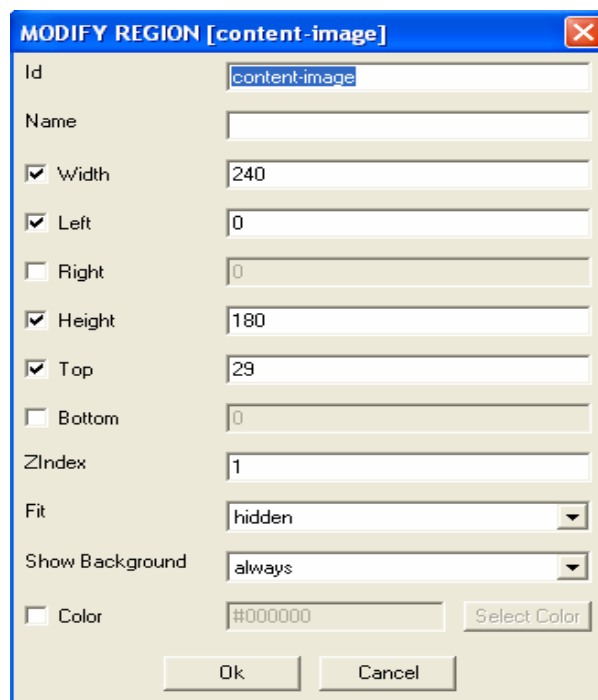 MODIFY REGION [content-image]
Id content-image
Name
Width 240
Left 0
Right 0
Height 180
Top 29
Bottom 0
ZIndex 1
Fit hidden
Show Background always
Color #000000 Select Color
Ok Cancel